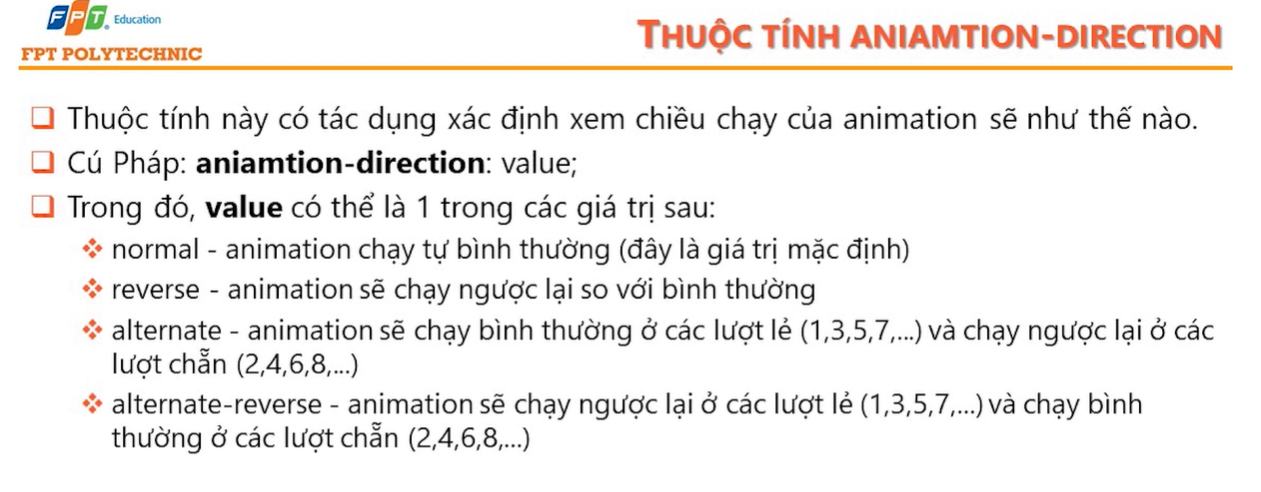 FPT Education
FPT POLYTECHNIC
THUỘC TÍNH ANIAMTION-DIRECTION
Thuộc tính này có tác dụng xác định xem chiều chạy của animation sẽ như thế nào.
Cú Pháp: aniamtion-direction: value;
Trong đó, value có thể là 1 trong các giá trị sau:
normal - animation chạy tự bình thường (đây là giá trị mặc định)
reverse - animation sẽ chạy ngược lại so với bình thường
alternate - animation sẽ chạy bình thường ở các lượt lẻ (1,3,5,7,...) và chạy ngược lại ở các
lượt chẵn (2,4,6,8,...)
alternate-reverse - animation sẽ chạy ngược lại ở các lượt lẻ (1,3,5,7,...) và chạy bình
thường ở các lượt chẵn (2,4,6,8,...)